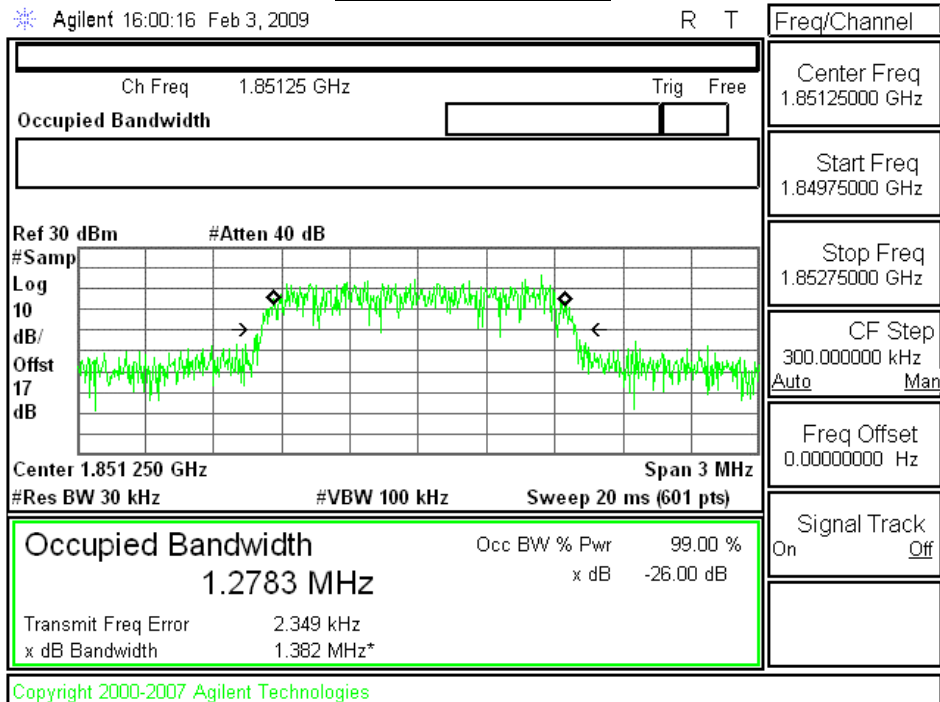 Agilent 16:00:16 Feb 3, 2009 R T
Ch Freq 1.85125 GHz Trig Free
Occupied Bandwidth
Ref 30 dBm #Atten 40 dB
#Samp
Log
10
dB/
Offst
17
dB
Center 1.851 250 GHz Span 3 MHz
#Res BW 30 kHz #VBW 100 kHz Sweep 20 ms (601 pts)
Occupied Bandwidth Occ BW % Pwr 99.00 %
1.2783 MHz x dB -26.00 dB
Transmit Freq Error 2.349 kHz
x dB Bandwidth 1.382 MHz*
Copyright 2000-2007 Agilent Technologies
Freq/Channel
Center Freq
1.85125000 GHz
Start Freq
1.84975000 GHz
Stop Freq
1.85275000 GHz
CF Step
300.000000 kHz
Auto Man
Freq Offset
0.00000000 Hz
Signal Track
On Off